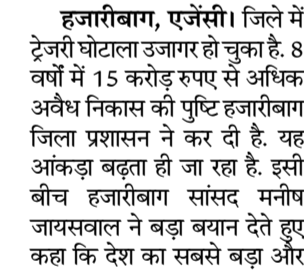 हजारीबाग, एजेंसी। जिले में
ट्रेजरी घोटाला उजागर हो चुका है. 8
वर्षों में 15 करोड़ रुपए से अधिक
अवैध निकास की पुष्टि हजारीबाग
जिला प्रशासन ने कर दी है. यह
आंकड़ा बढ़ता ही जा रहा है. इसी
बीच हजारीबाग सांसद मनीष
जायसवाल ने बड़ा बयान देते हुए
कहा कि देश का सबसे बड़ा और